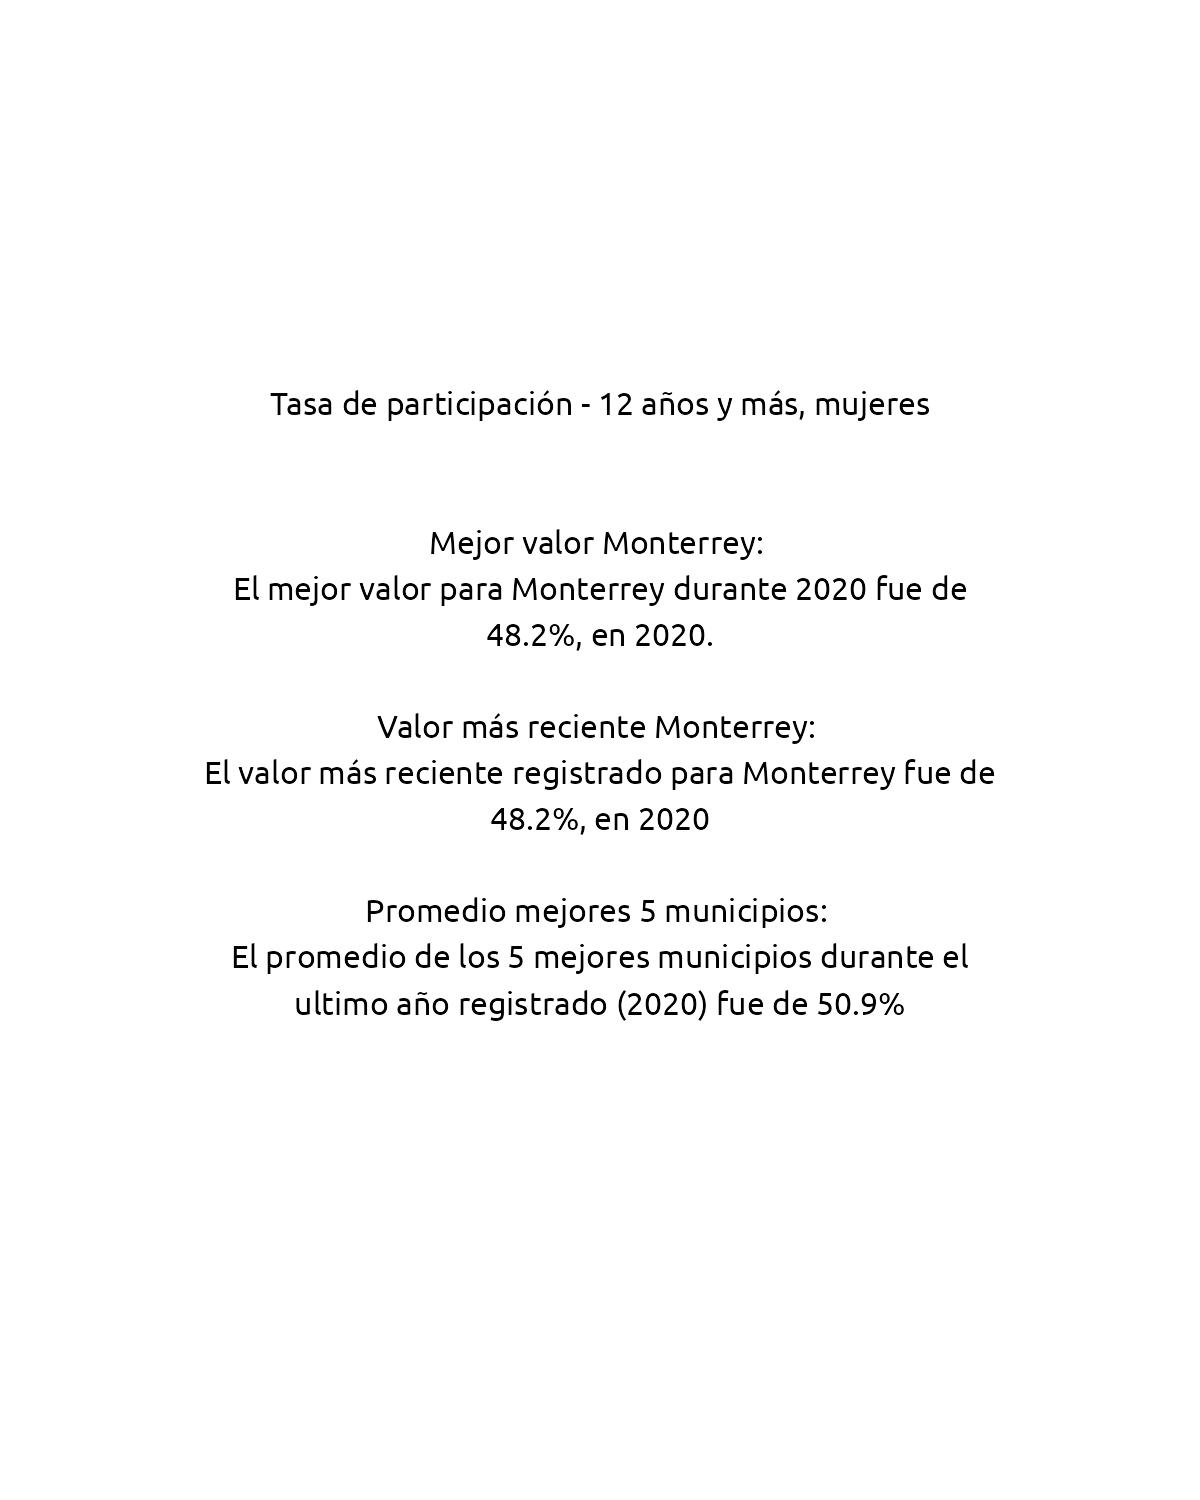 Tasa de participación - 12 años y más, mujeres
Mejor valor Monterrey:
El mejor valor para Monterrey durante 2020 fue de
48.2%, en 2020.
Valor más reciente Monterrey:
El valor más reciente registrado para Monterrey fue de
48.2%, en 2020
Promedio mejores 5 municipios:
El promedio de los 5 mejores municipios durante el
ultimo año registrado (2020) fue de 50.9%